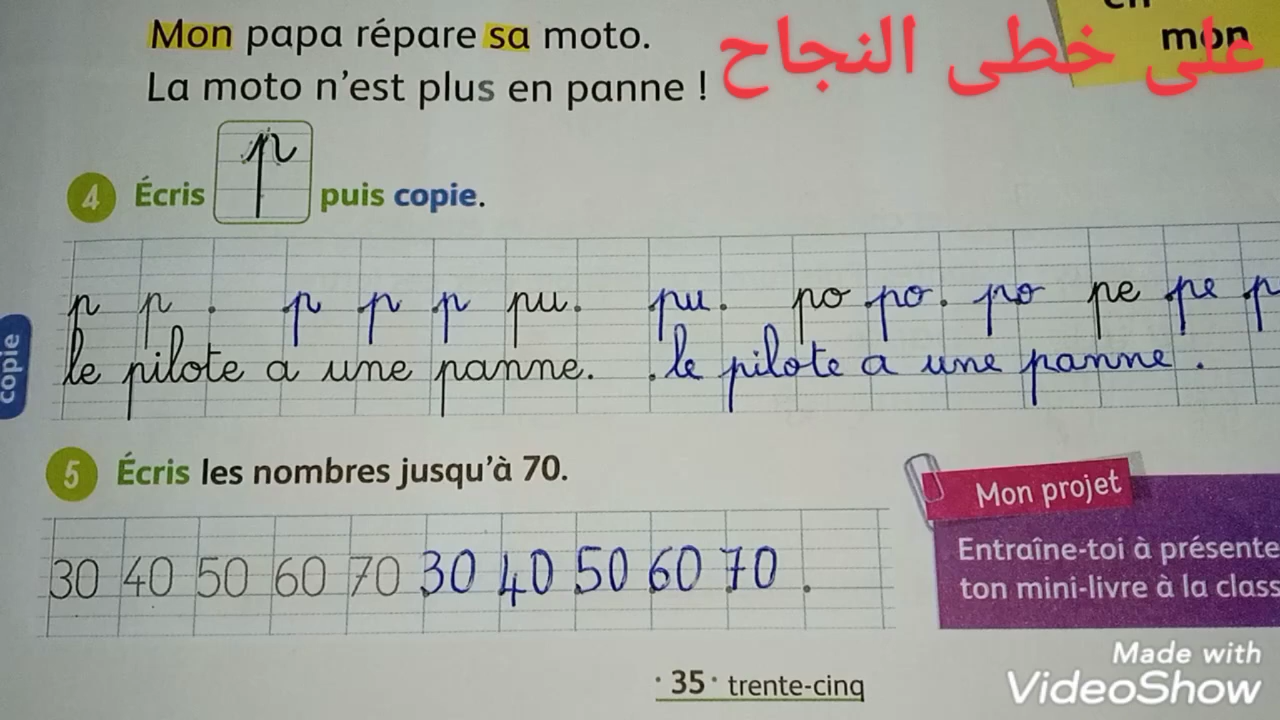 Mon papa répare sa moto.
La moto n'est plus en panne !
على خطى النجاح
mon
4 Écris p puis copie.
p p . p p p pu. pu. po po. po pe pe p
le pilote a une panne. . le pilote a une panne .
copie
5 Écris les nombres jusqu'à 70.
30 40 50 60 70 30 40 50 60 70 .
Mon projet
Entraîne-toi à présente
ton mini-livre à la class
· 35 · trente-cinq
Made with
VideoShow